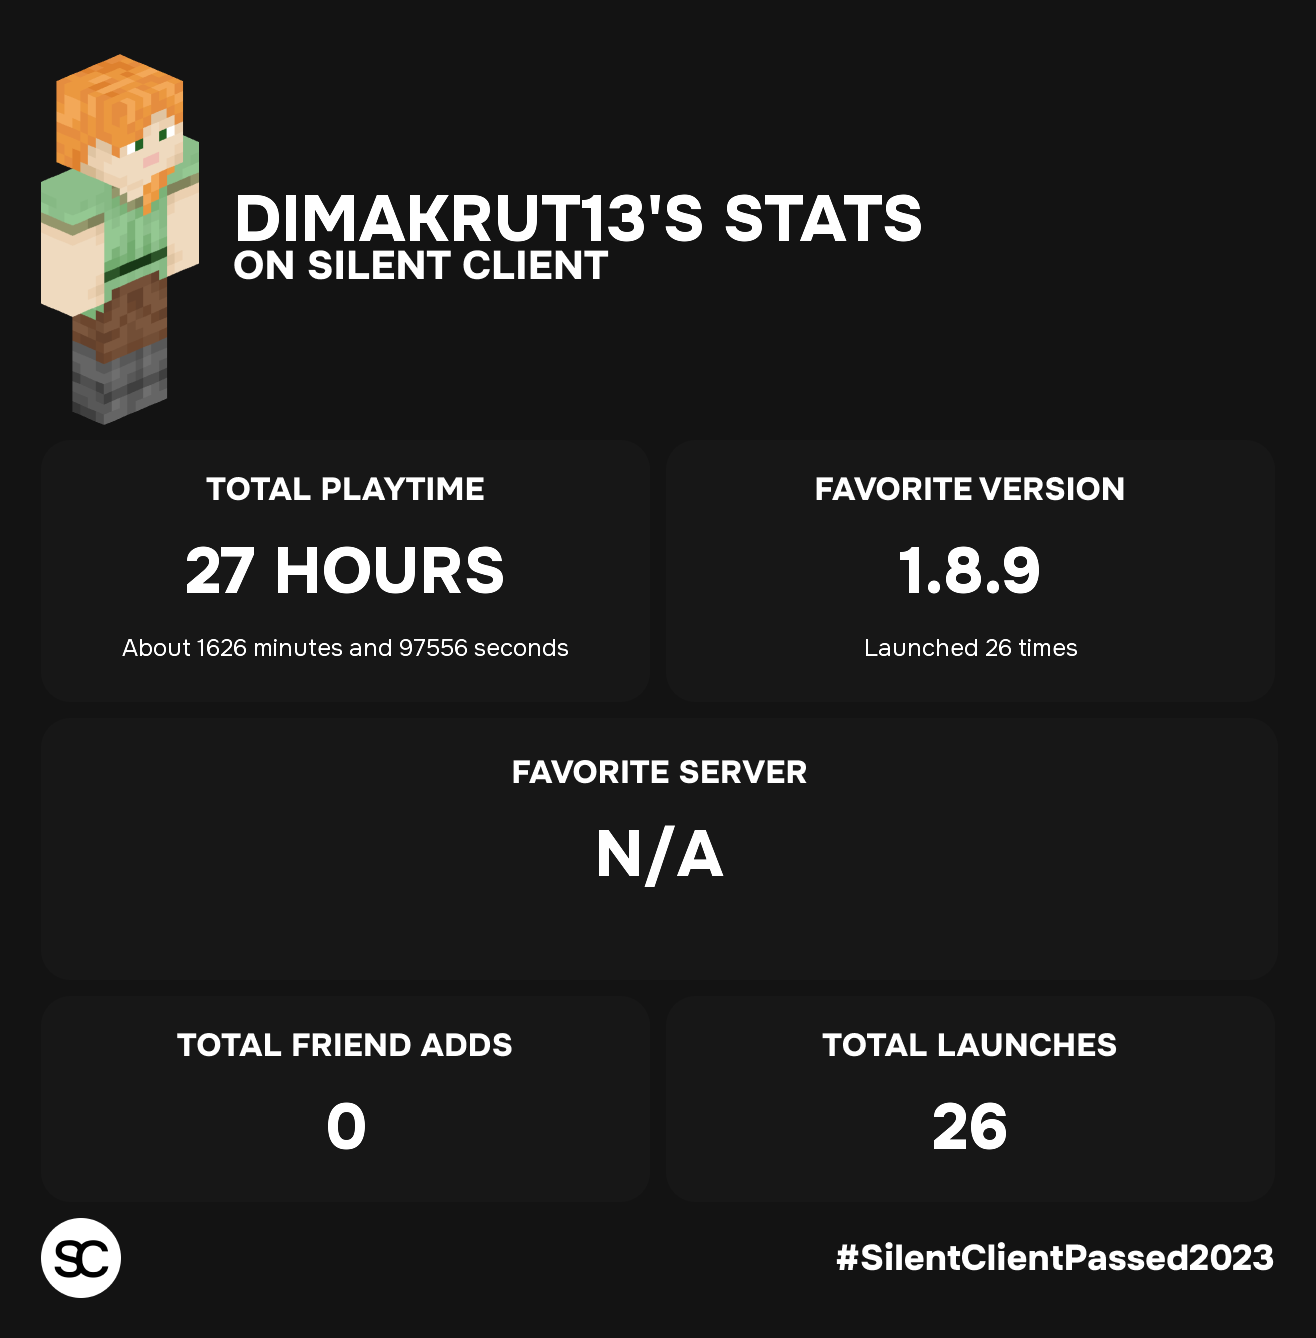 DIMAKRUT13'S STATS
ON SILENT CLIENT
TOTAL PLAYTIME
27 HOURS
About 1626 minutes and 97556 seconds
FAVORITE VERSION
1.8.9
Launched 26 times
FAVORITE SERVER
N/A
TOTAL FRIEND ADDS
0
TOTAL LAUNCHES
26
SC
#SilentClientPassed2023